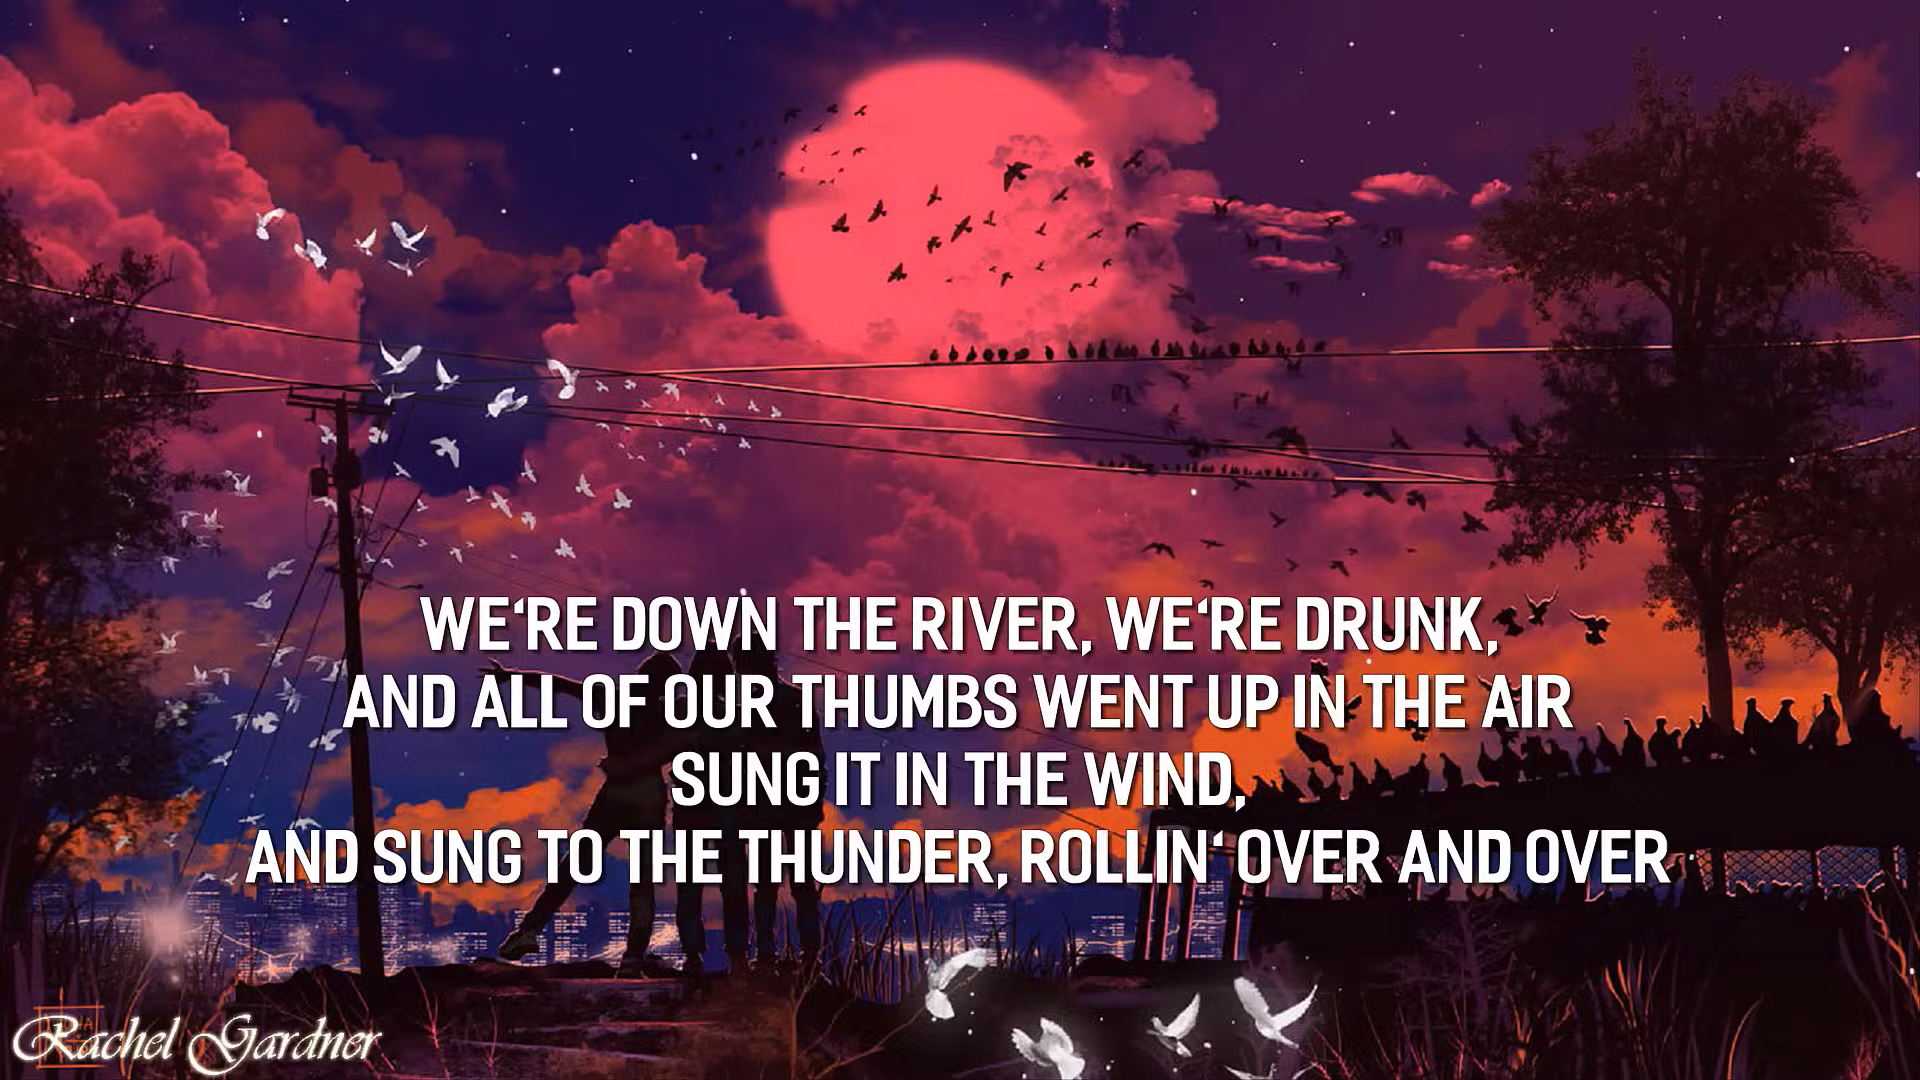 WE‘RE DOWN THE RIVER, WE‘RE DRUNK,
AND ALL OF OUR THUMBS WENT UP IN THE AIR
SUNG IT IN THE WIND,
AND SUNG TO THE THUNDER, ROLLIN‘ OVER AND OVER
Rachel Gardner